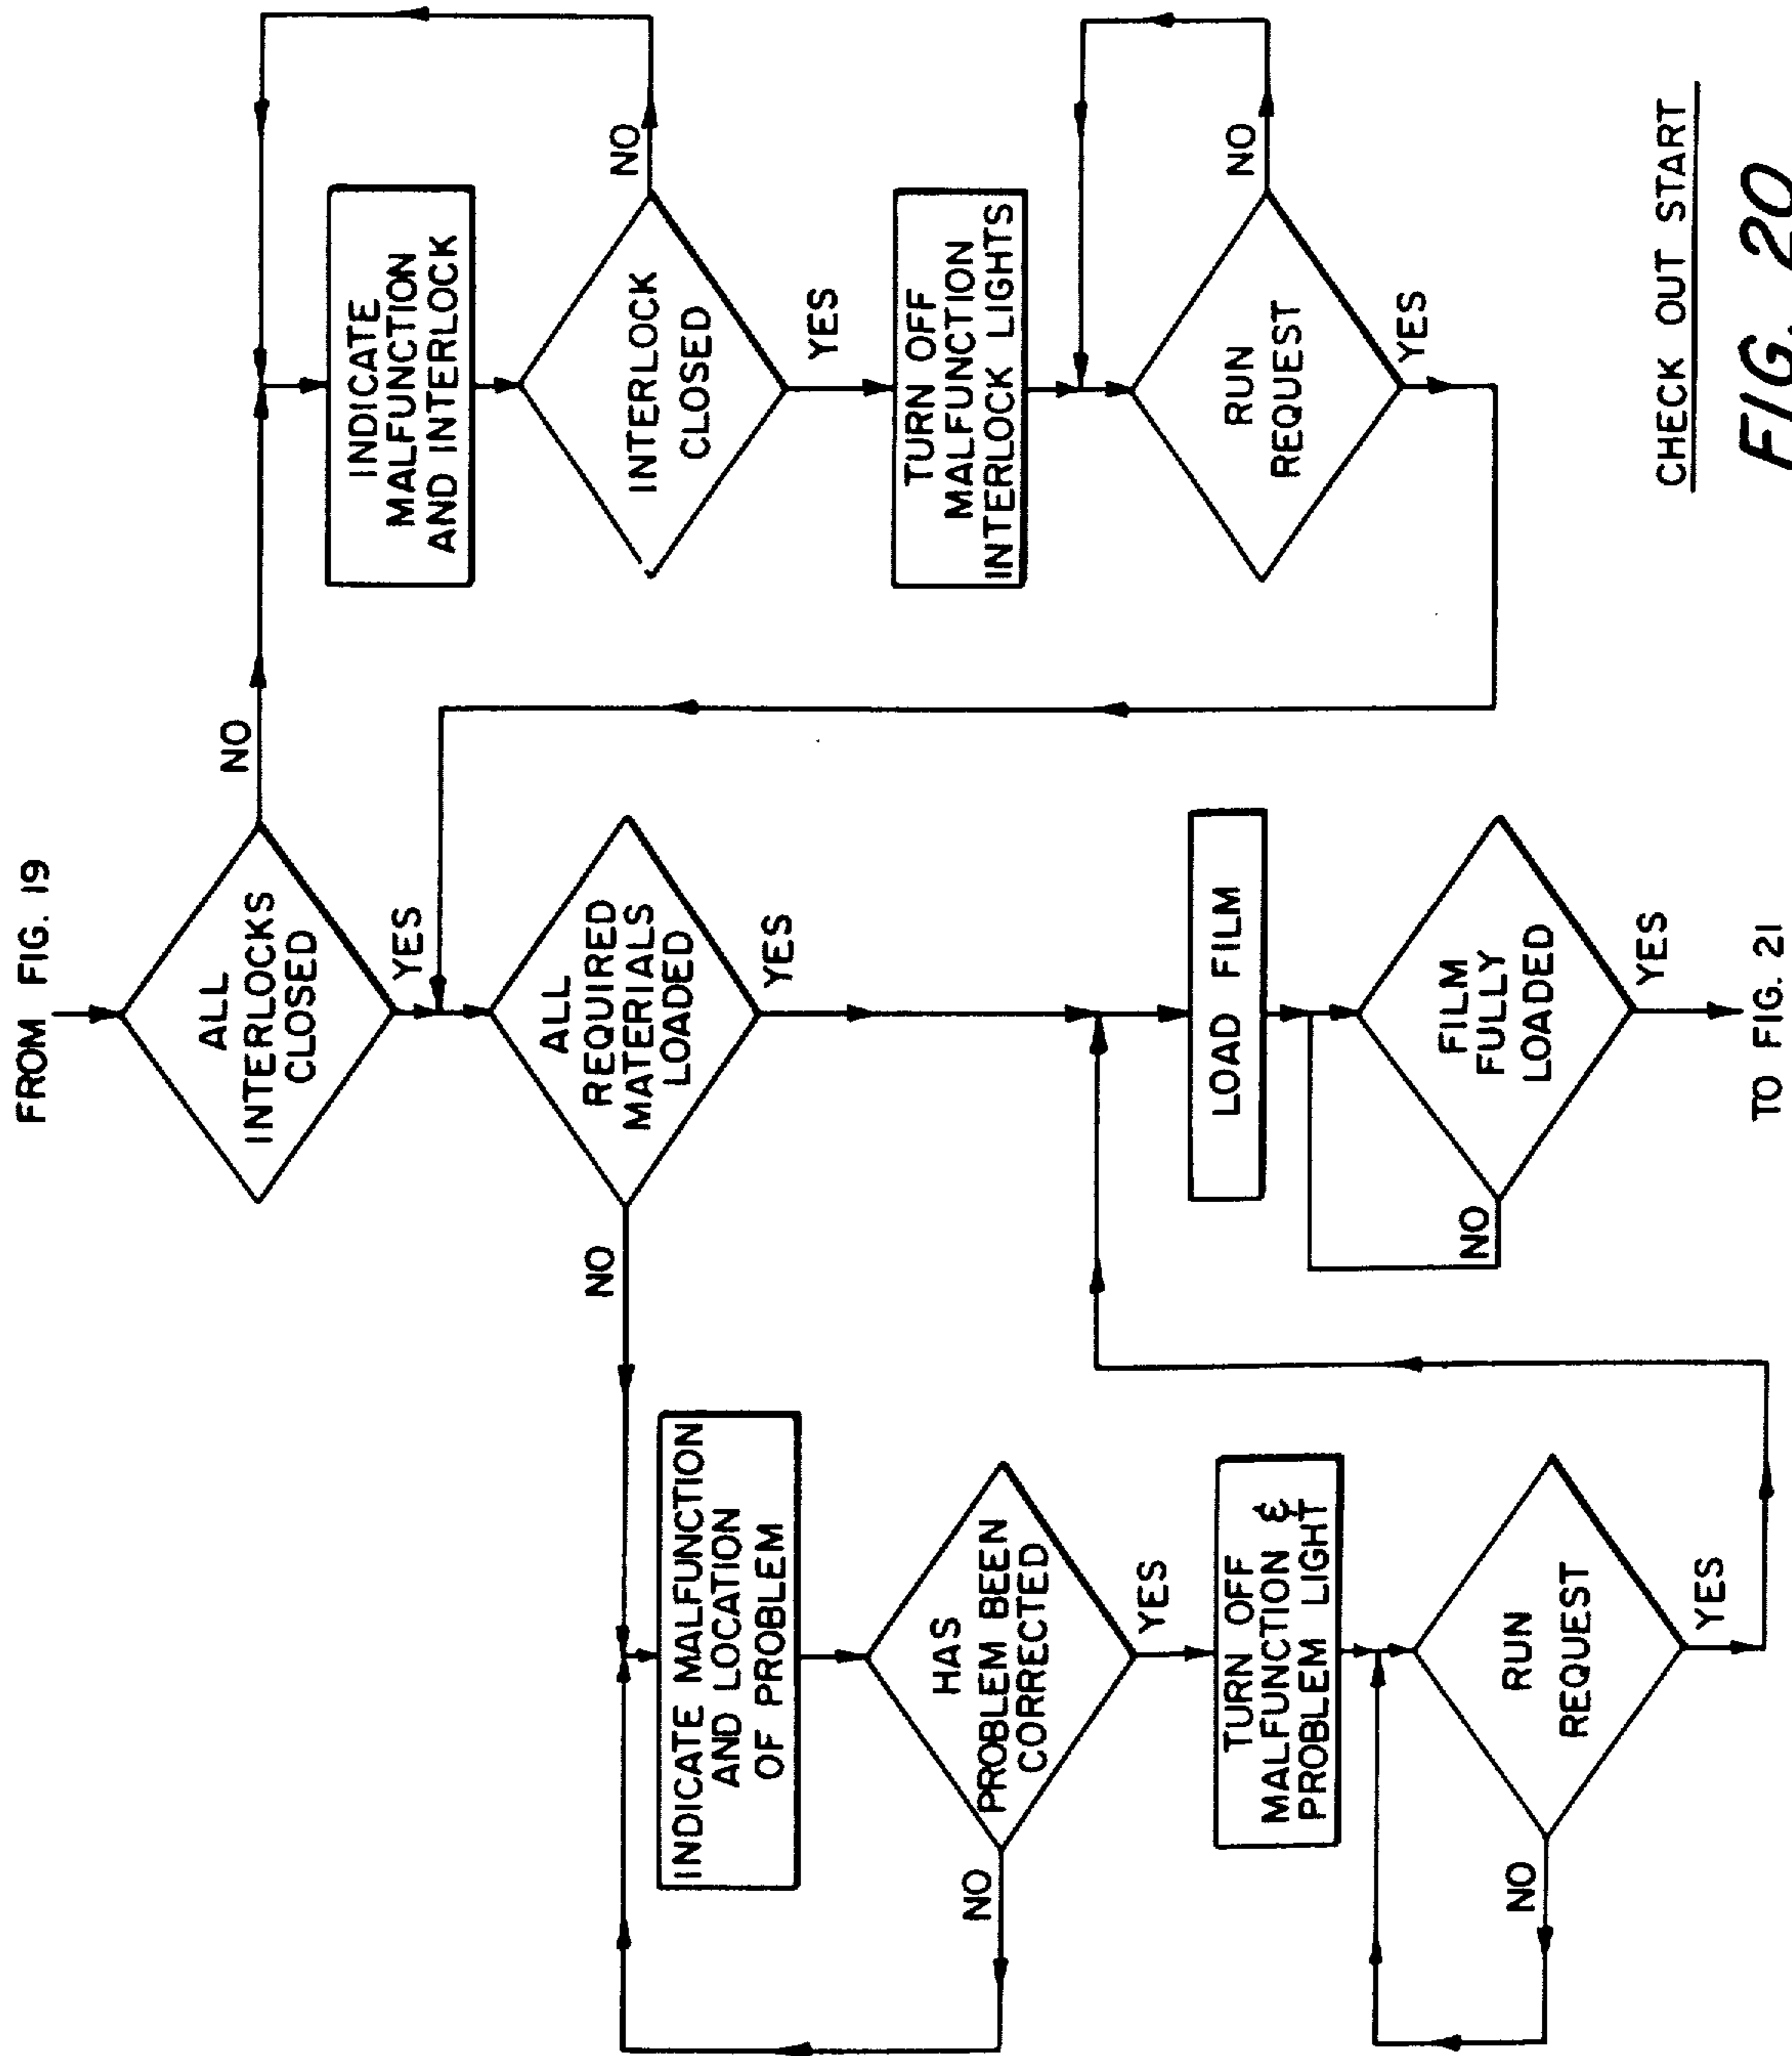 FROM FIG. 19
ALL
INTERLOCKS
CLOSED
NO
YES
INDICATE
MALFUNCTION
AND INTERLOCK
INTERLOCK
CLOSED
NO
YES
TURN OFF
MALFUNCTION
INTERLOCK LIGHTS
RUN
REQUEST
NO
YES
ALL
REQUIRED
MATERIALS
LOADED
NO
YES
INDICATE MALFUNCTION
AND LOCATION
OF PROBLEM
HAS
PROBLEM BEEN
CORRECTED
NO
YES
TURN OFF
MALFUNCTION &
PROBLEM LIGHT
RUN
REQUEST
NO
YES
LOAD FILM
FILM
FULLY
LOADED
NO
YES
TO FIG. 21
CHECK OUT START
FIG. 20